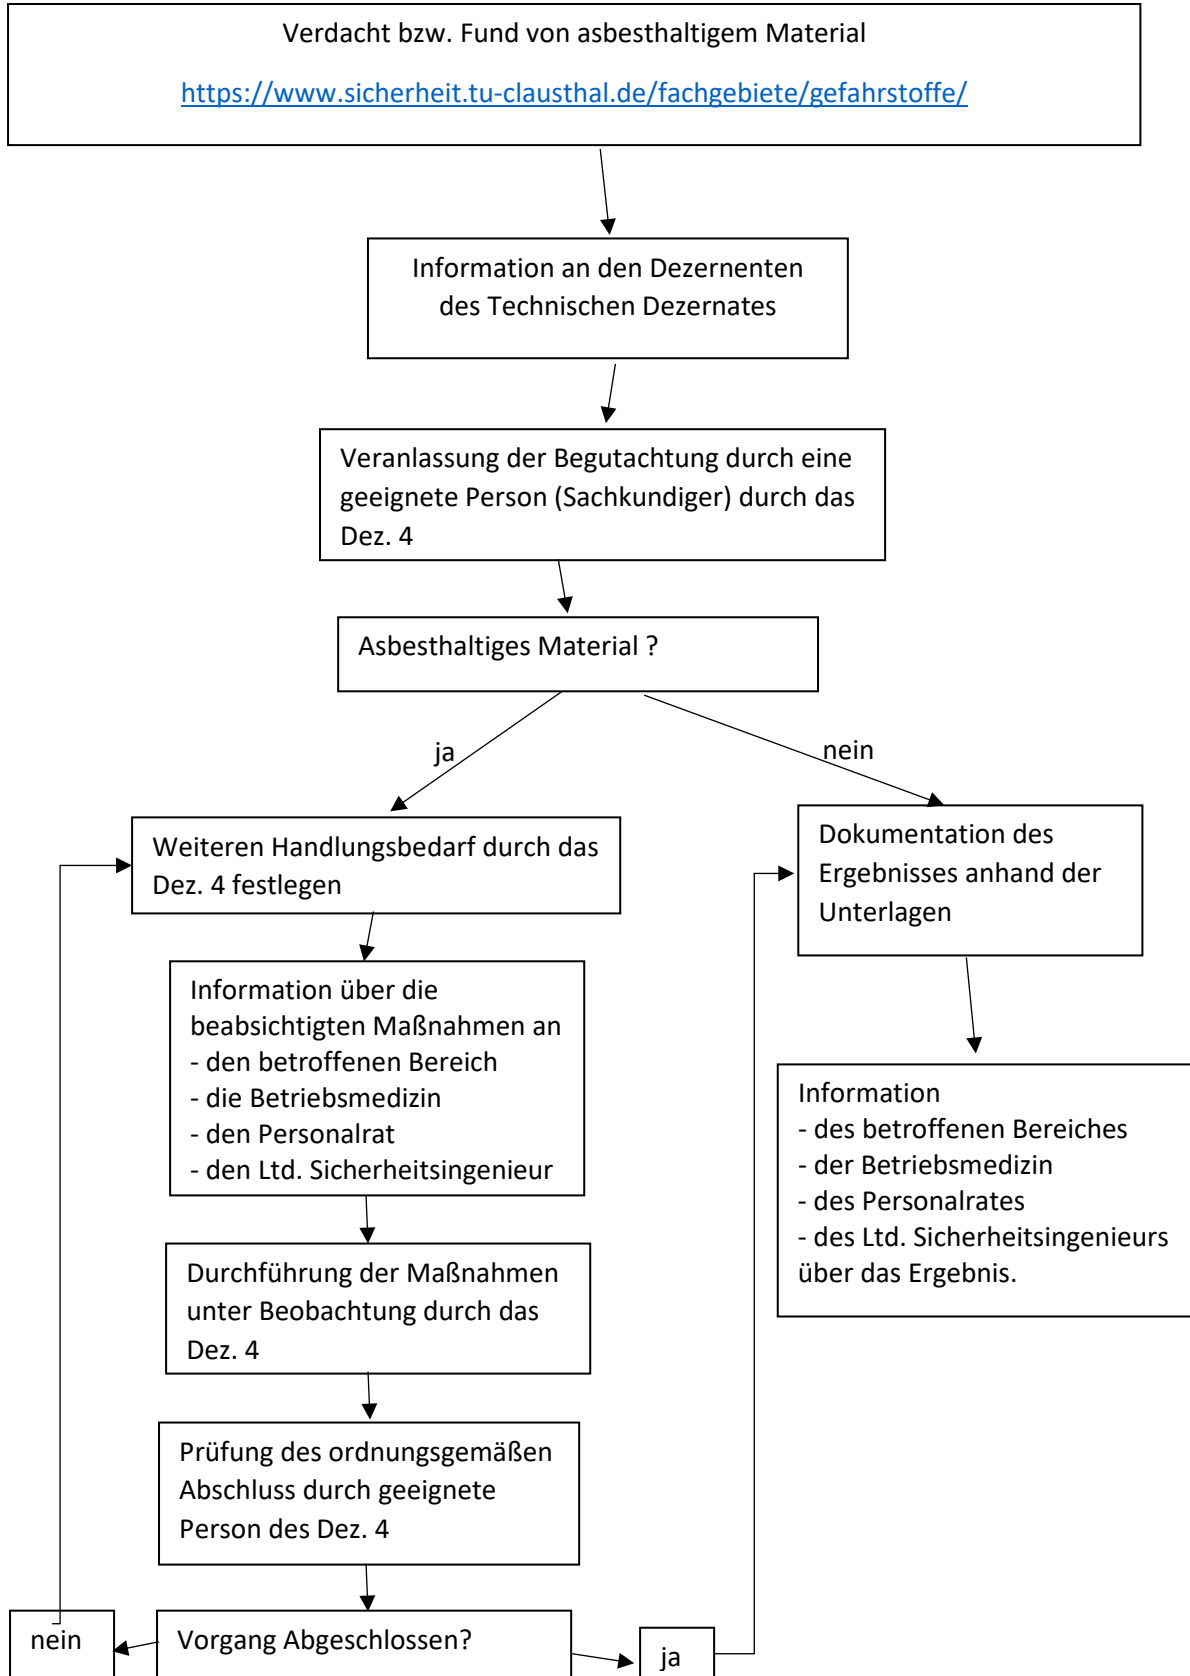 Verdacht bzw. Fund von asbesthaltigem Material
https://www.sicherheit.tu-clausthal.de/fachgebiete/gefahrstoffe/
Information an den Dezernenten
des Technischen Dezernates
Veranlassung der Begutachtung durch eine
geeignete Person (Sachkundiger) durch das
Dez. 4
Asbesthaltiges Material ?
ja
nein
Weiteren Handlungsbedarf durch das
Dez. 4 festlegen
Dokumentation des
Ergebnisses anhand der
Unterlagen
Information über die
beabsichtigten Maßnahmen an
- den betroffenen Bereich
- die Betriebsmedizin
- den Personalrat
- den Ltd. Sicherheitsingenieur
Information
- des betroffenen Bereiches
- der Betriebsmedizin
- des Personalrates
- des Ltd. Sicherheitsingenieurs
über das Ergebnis.
Durchführung der Maßnahmen
unter Beobachtung durch das
Dez. 4
Prüfung des ordnungsgemäßen
Abschluss durch geeignete
Person des Dez. 4
nein
Vorgang Abgeschlossen?
ja